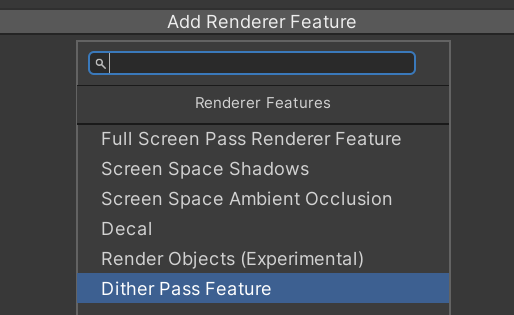 Add Renderer Feature
Renderer Features
Full Screen Pass Renderer Feature
Screen Space Shadows
Screen Space Ambient Occlusion
Decal
Render Objects (Experimental)
Dither Pass Feature